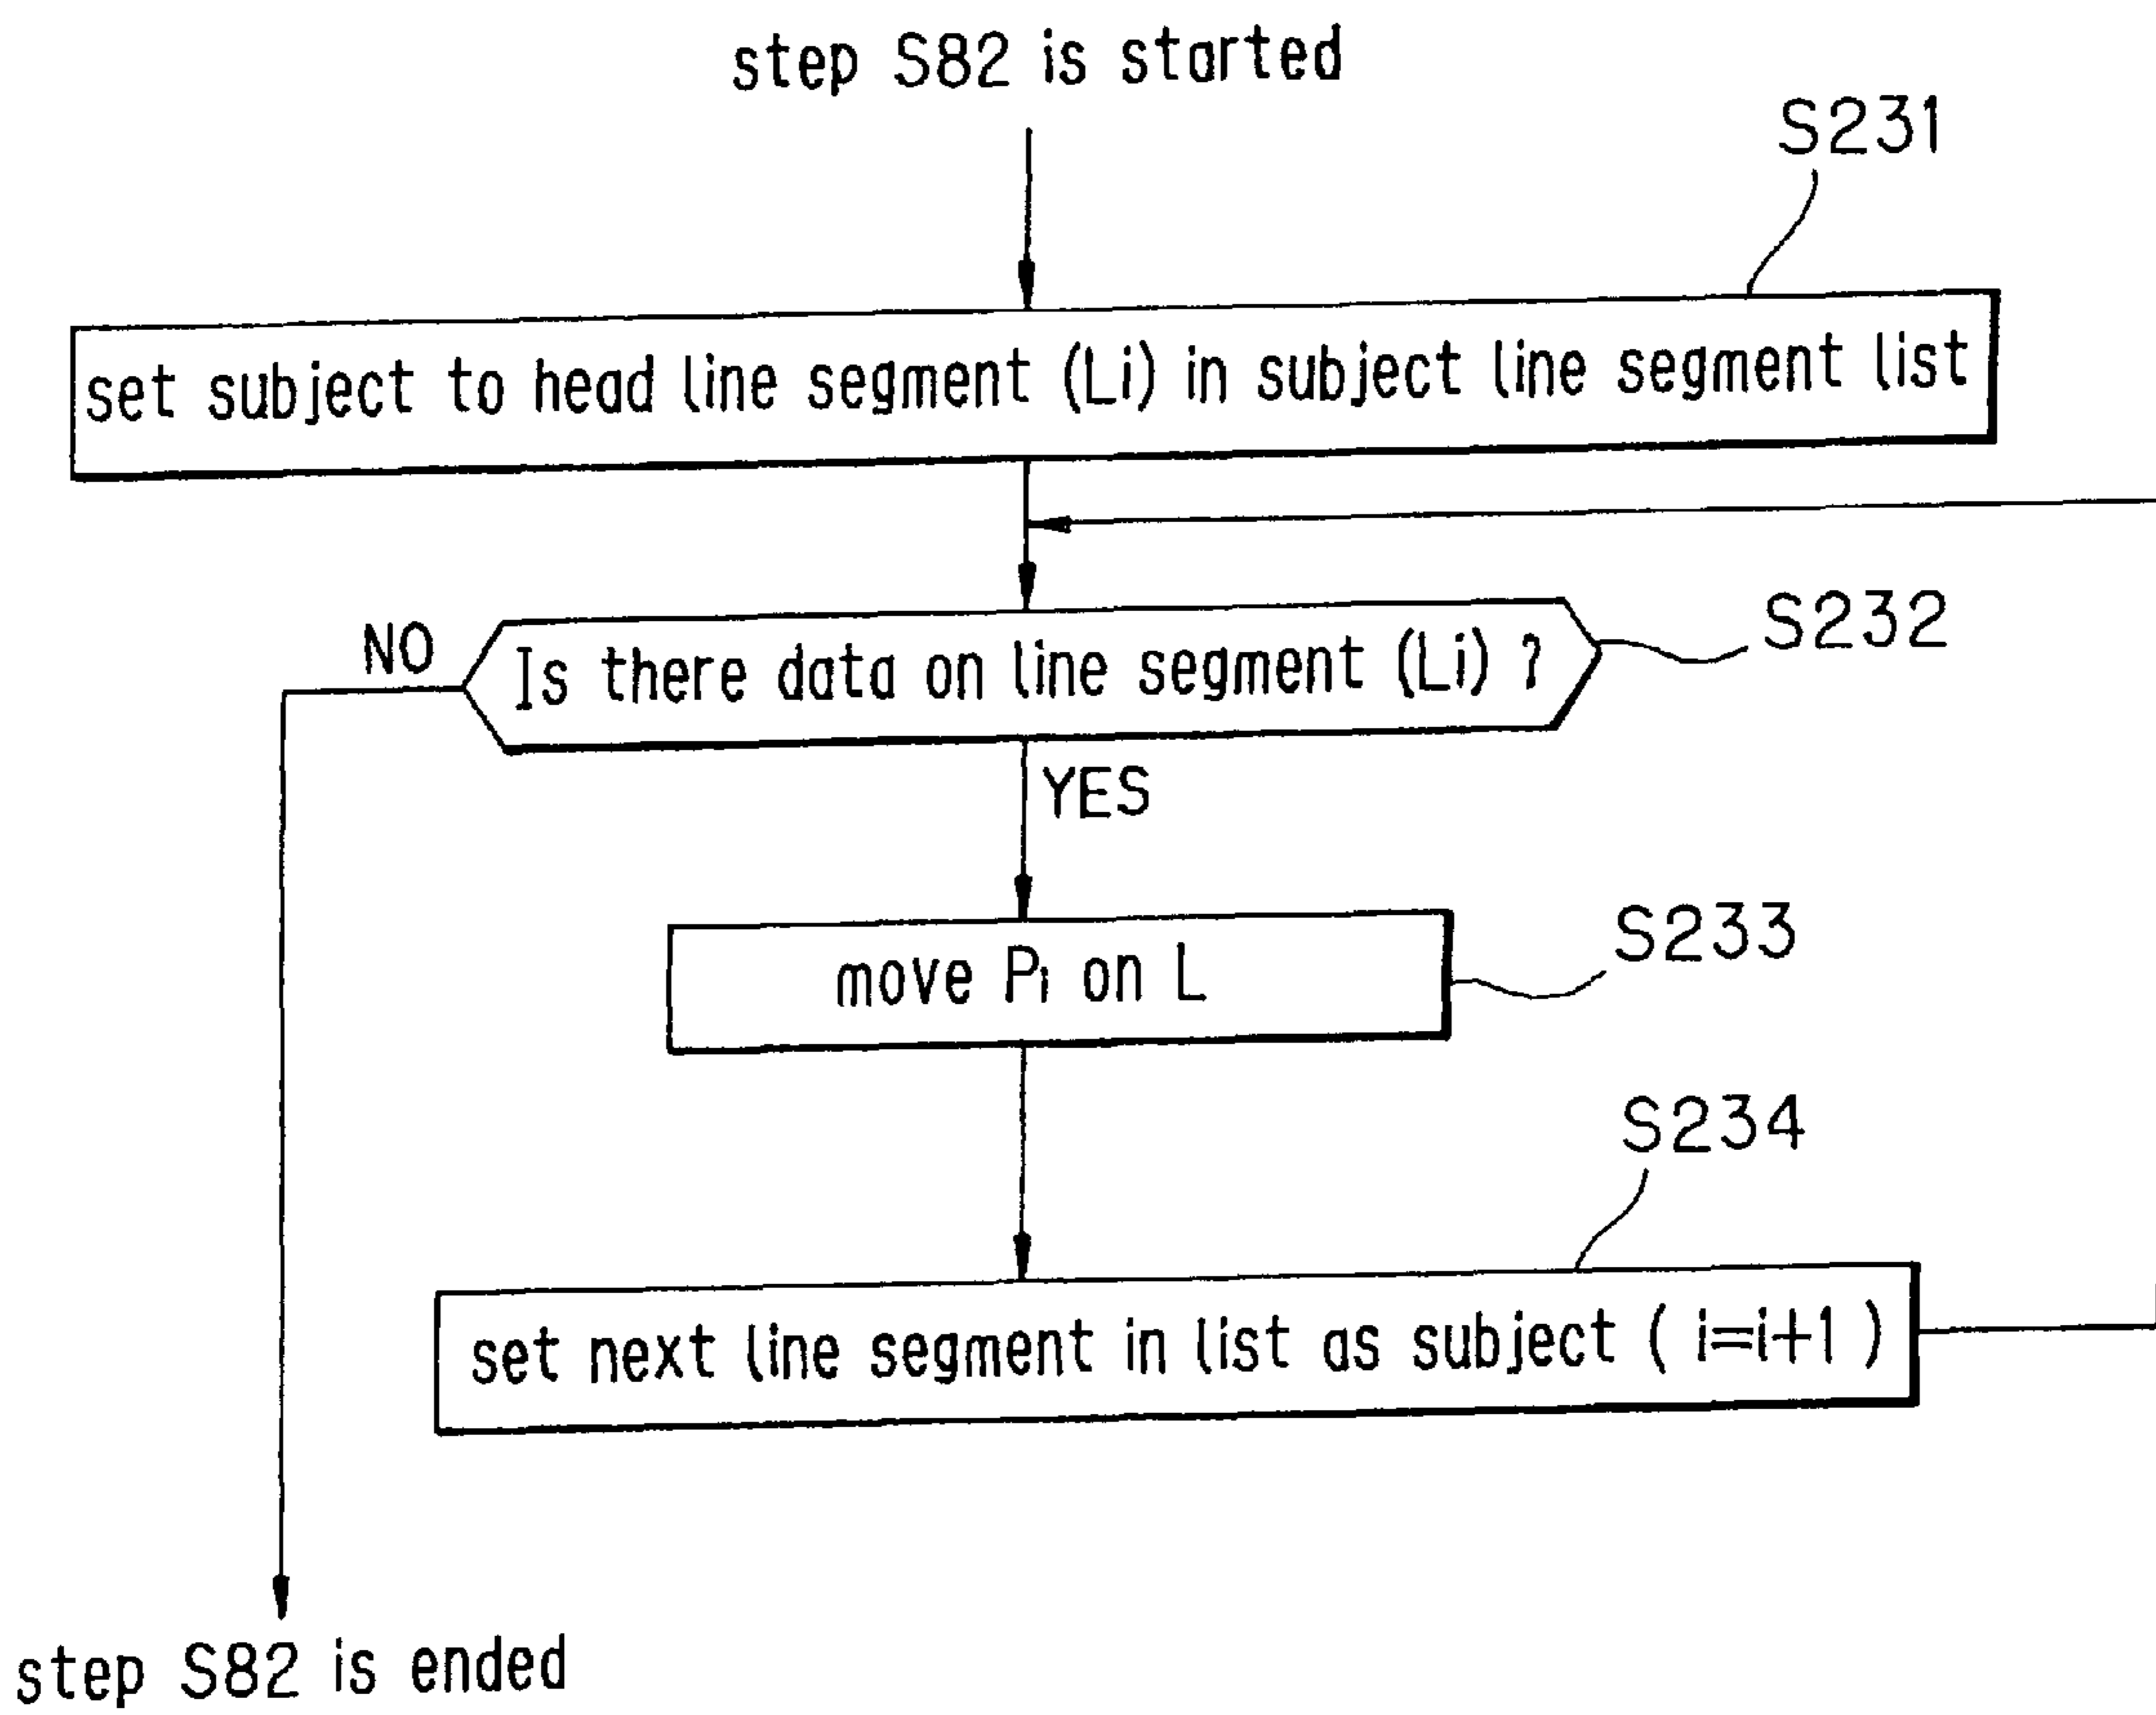 step S82 is started
S231
set subject to head line segment (Li) in subject line segment list
NO
Is there data on line segment (Li) ?
S232
YES
move Pi on L
S233
S234
set next line segment in list as subject ( i=i+1 )
step S82 is ended